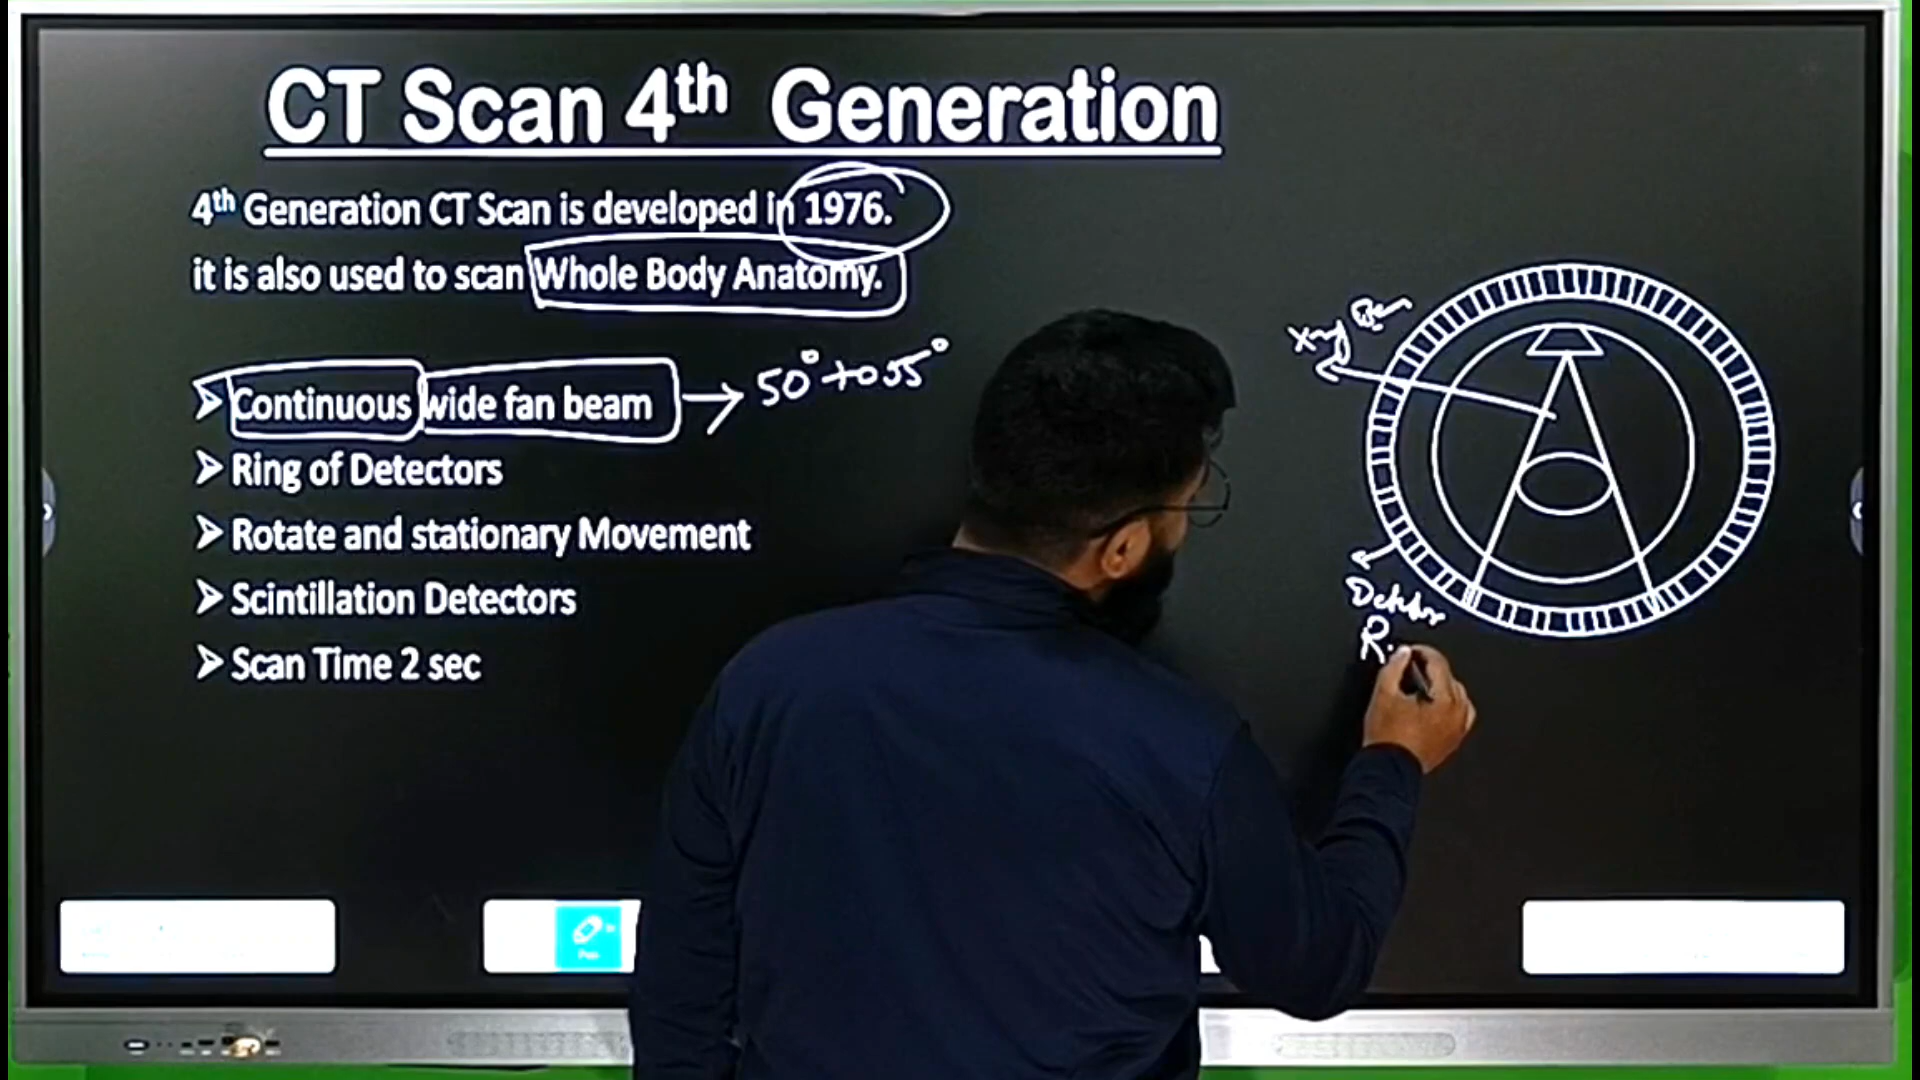 CT Scan 4th Generation
4th Generation CT Scan is developed in 1976.
it is also used to scan Whole Body Anatomy.
➢ Continuous wide fan beam → 50° to 55°
➢ Ring of Detectors
➢ Rotate and stationary Movement
➢ Scintillation Detectors
➢ Scan Time 2 sec
Xray
Detector
R.
Pen